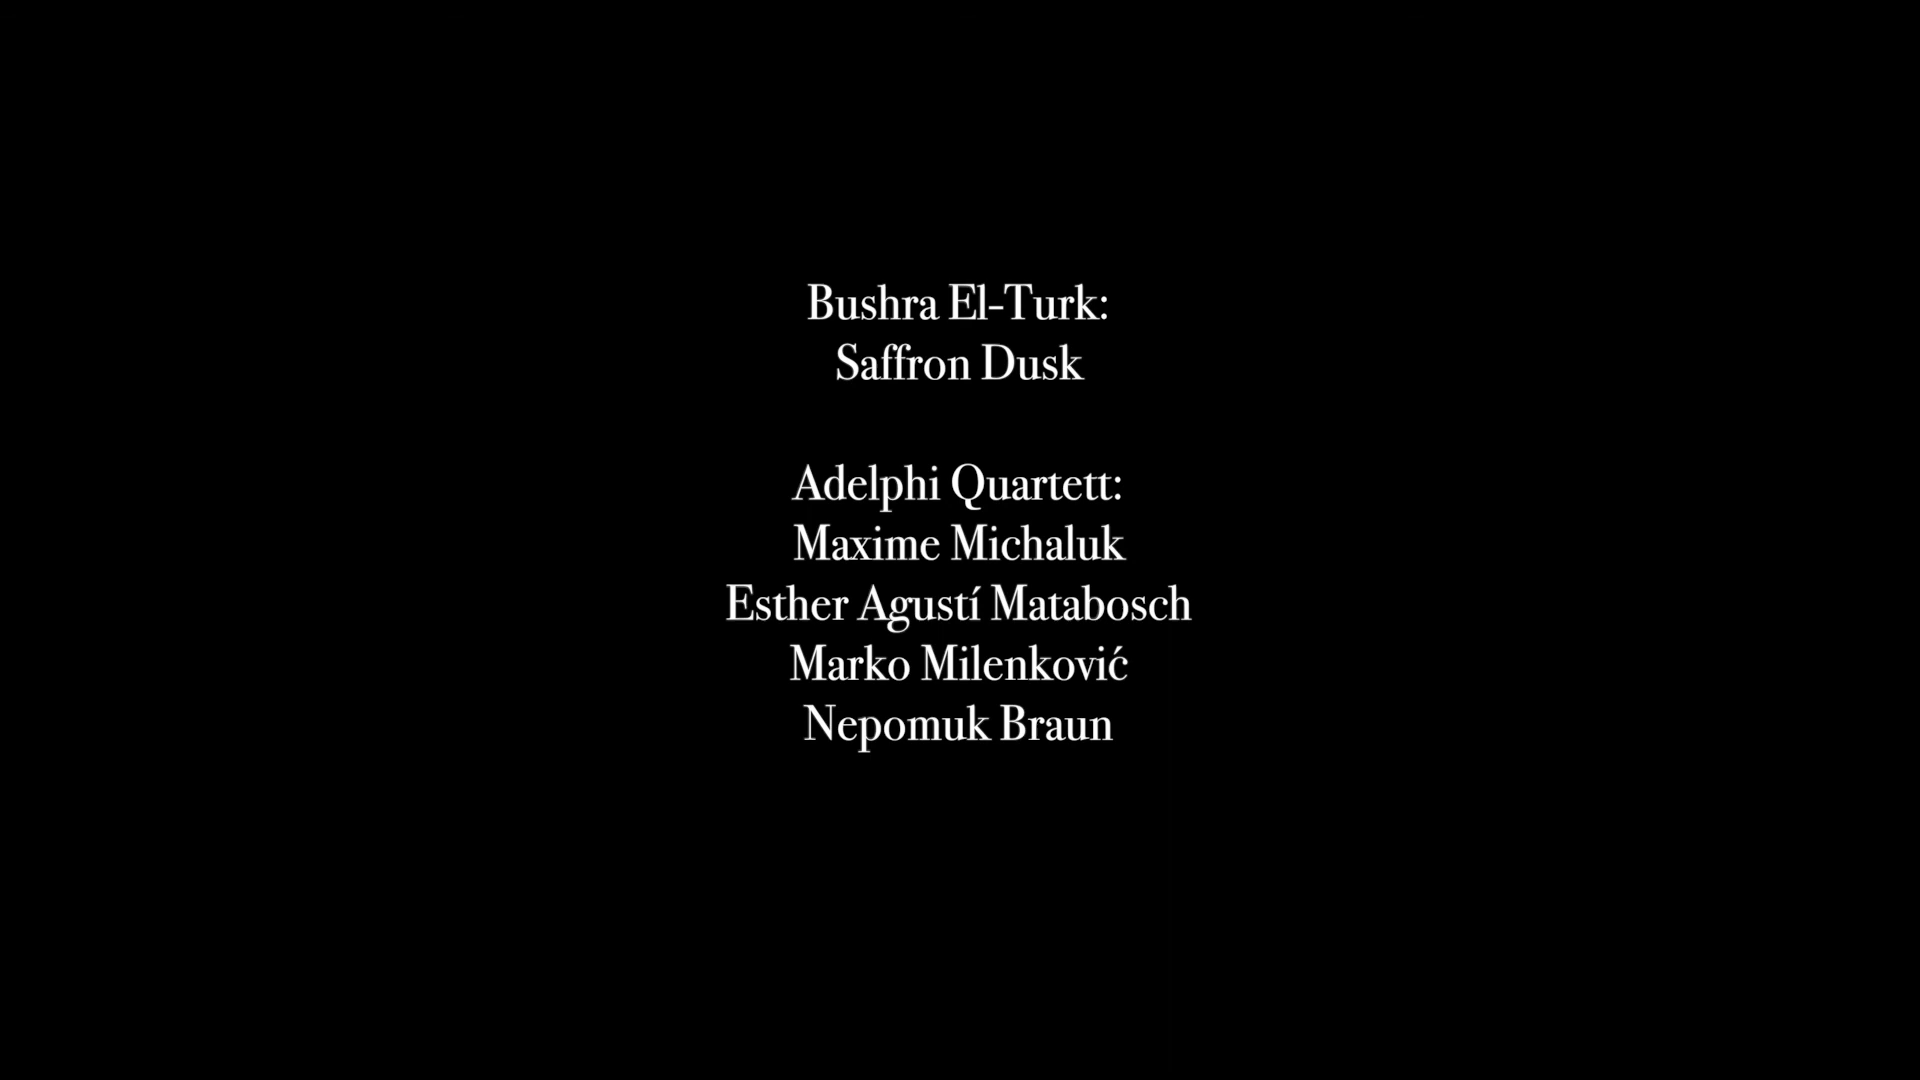 Bushra El-Turk:
Saffron Dusk
Adelphi Quartett:
Maxime Michaluk
Esther Agustí Matabosch
Marko Milenković
Nepomuk Braun